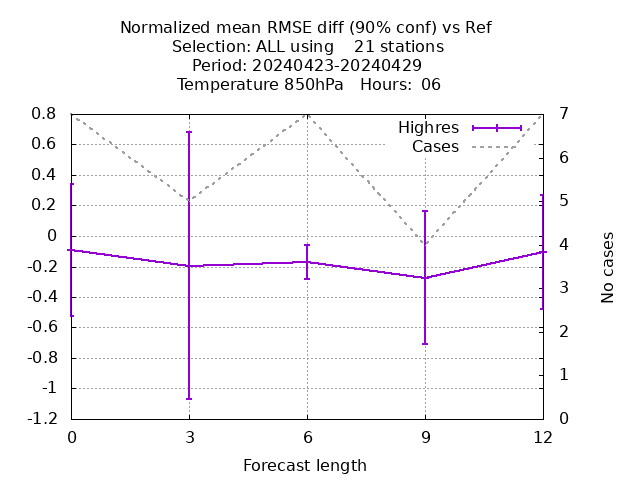 Normalized mean RMSE diff (90% conf) vs Ref
Selection: ALL using    21 stations
Period: 20240423-20240429
Temperature 850hPa   Hours:  06
Highres
Cases
0.8
0.6
0.4
0.2
0
-0.2
-0.4
-0.6
-0.8
-1
-1.2
7
6
5
4
3
2
1
0
No cases
0 3 6 9 12
Forecast length